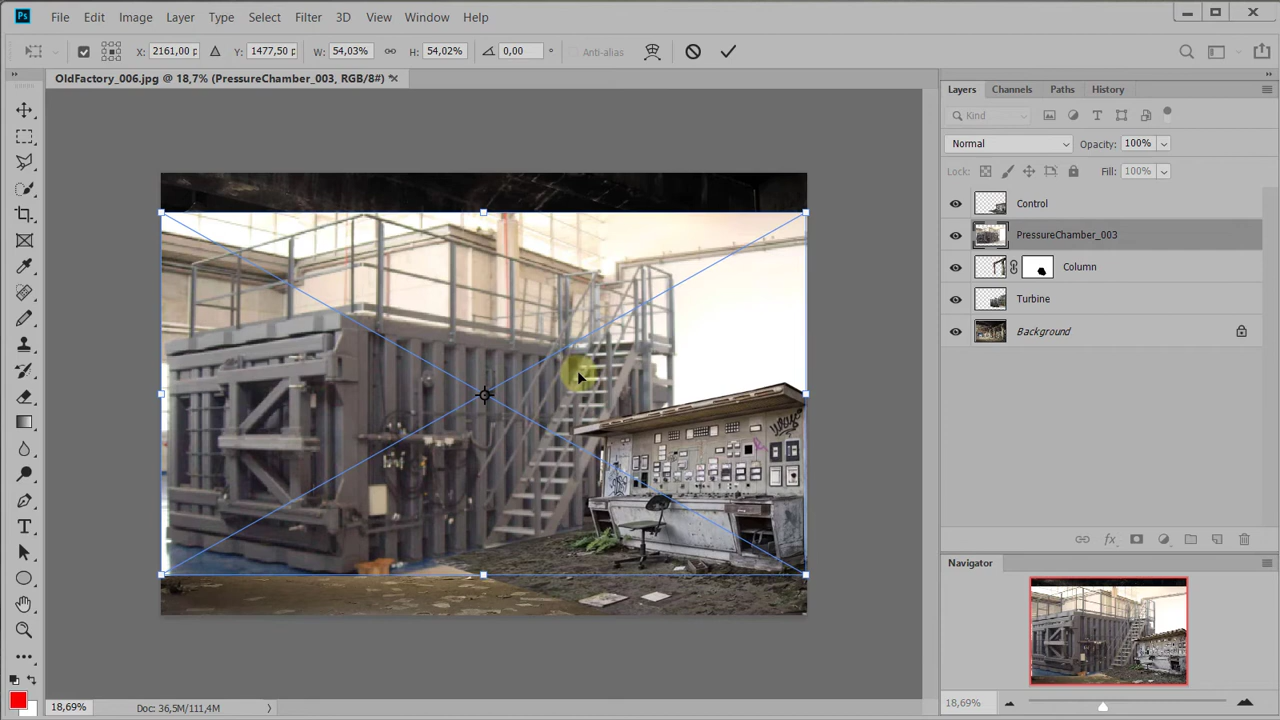 Ps File Edit Image Layer Type Select Filter 3D View Window Help
X: 2161,00 p Y: 1477,50 p W: 54,03% H: 54,02% 0,00 ° Anti-alias
OldFactory_006.jpg @ 18,7% (PressureChamber_003, RGB/8#) *
Layers Channels Paths History
Kind
Normal Opacity: 100%
Lock: Fill: 100%
Control
PressureChamber_003
Column
Turbine
Background
Navigator
18,69%
18,69% Doc: 36,5M/111,4M